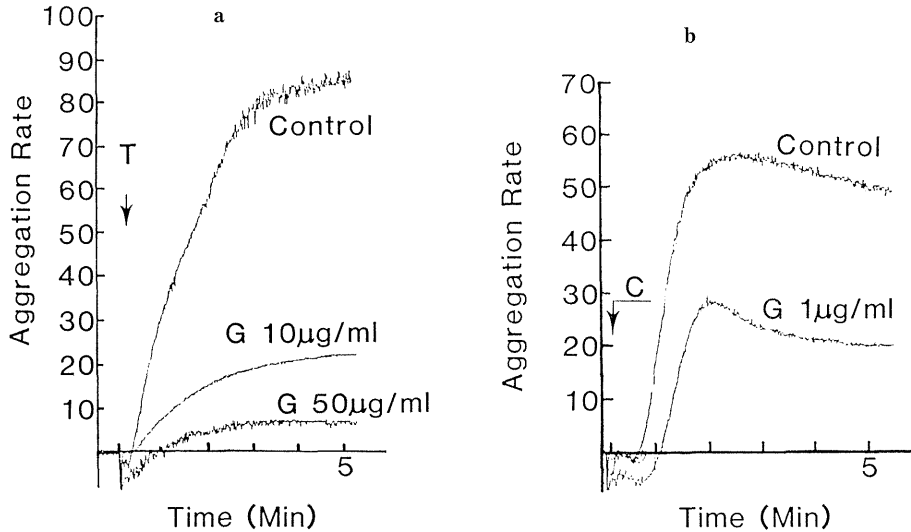 a
100
90
80
70
60
50
40
30
20
10
Aggregation Rate
T
Control
G 10μg/ml
G 50μg/ml
5
Time (Min)
b
70
60
50
40
30
20
10
Aggregation Rate
C
Control
G 1μg/ml
5
Time (Min)